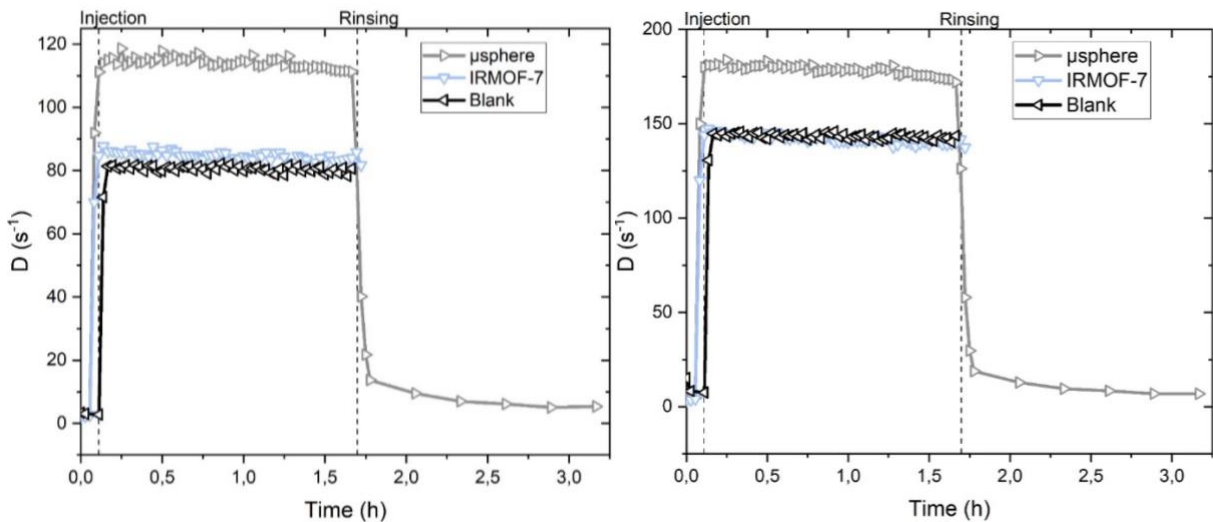 Injection Rinsing
120
100
80
60
40
20
0
D (s⁻¹)
µsphere
IRMOF-7
Blank
0,0 0,5 1,0 1,5 2,0 2,5 3,0
Time (h)
Injection Rinsing
200
150
100
50
0
D (s⁻¹)
µsphere
IRMOF-7
Blank
0,0 0,5 1,0 1,5 2,0 2,5 3,0
Time (h)